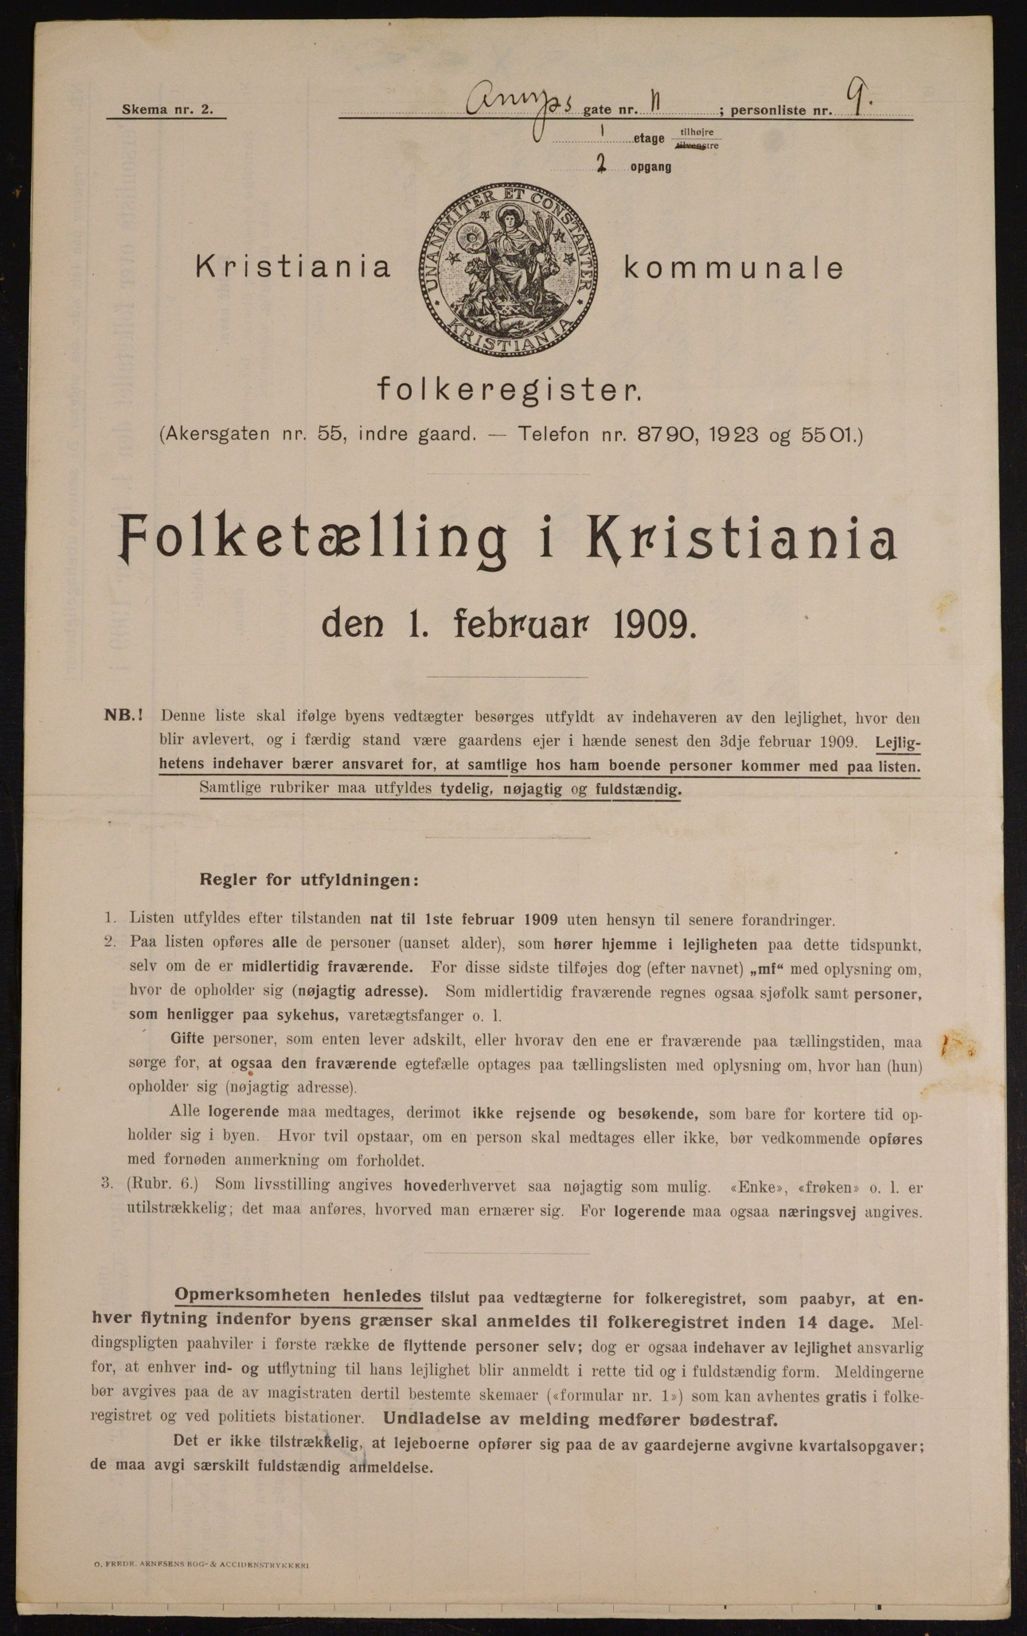 Skema nr. 2.
gate nr. 11 ; personliste nr. 9.
1 etage tilhøjre
tilvenstre
2 opgang
UNANIMITER ET CONSTANTER
KRISTIANIA
Kristiania kommunale
folkeregister.
(Akersgaten nr. 55, indre gaard. — Telefon nr. 8790, 1923 og 5501.)
Folketælling i Kristiania
den 1. februar 1909.
NB.! Denne liste skal ifølge byens vedtægter besørges utfyldt av indehaveren av den lejlighet, hvor den
blir avlevert, og i færdig stand være gaardens ejer i hænde senest den 3dje februar 1909. Lejlig-
hetens indehaver bærer ansvaret for, at samtlige hos ham boende personer kommer med paa listen.
Samtlige rubriker maa utfyldes tydelig, nøjagtig og fuldstændig.
Regler for utfyldningen:
1. Listen utfyldes efter tilstanden nat til 1ste februar 1909 uten hensyn til senere forandringer.
2. Paa listen opføres alle de personer (uanset alder), som hører hjemme i lejligheten paa dette tidspunkt,
selv om de er midlertidig fraværende. For disse sidste tilføjes dog (efter navnet) „mf“ med oplysning om,
hvor de opholder sig (nøjagtig adresse). Som midlertidig fraværende regnes ogsaa sjøfolk samt personer,
som henligger paa sykehus, varetægtsfanger o. l.
Gifte personer, som enten lever adskilt, eller hvorav den ene er fraværende paa tællingstiden, maa
sørge for, at ogsaa den fraværende egtefælle optages paa tællingslisten med oplysning om, hvor han (hun)
opholder sig (nøjagtig adresse).
Alle logerende maa medtages, derimot ikke rejsende og besøkende, som bare for kortere tid op-
holder sig i byen. Hvor tvil opstaar, om en person skal medtages eller ikke, bør vedkommende opføres
med fornøden anmerkning om forholdet.
3. (Rubr. 6.) Som livsstilling angives hovederhvervet saa nøjagtig som mulig. «Enke», «frøken» o. l. er
utilstrækkelig; det maa anføres, hvorved man ernærer sig. For logerende maa ogsaa næringsvej angives.
Opmerksomheten henledes tilslut paa vedtægterne for folkeregistret, som paabyr, at en-
hver flytning indenfor byens grænser skal anmeldes til folkeregistret inden 14 dage. Mel-
dingspligten paahviler i første række de flyttende personer selv; dog er ogsaa indehaver av lejlighet ansvarlig
for, at enhver ind- og utflytning til hans lejlighet blir anmeldt i rette tid og i fuldstændig form. Meldingerne
bør avgives paa de av magistraten dertil bestemte skemaer («formular nr. 1») som kan avhentes gratis i folke-
registret og ved politiets bistationer. Undladelse av melding medfører bødestraf.
Det er ikke tilstrækkelig, at lejeboerne opfører sig paa de av gaardejerne avgivne kvartalsopgaver;
de maa avgi særskilt fuldstændig anmeldelse.
O. FREDR. ARNESENS BOG- & ACCIDENSTRYKKERI